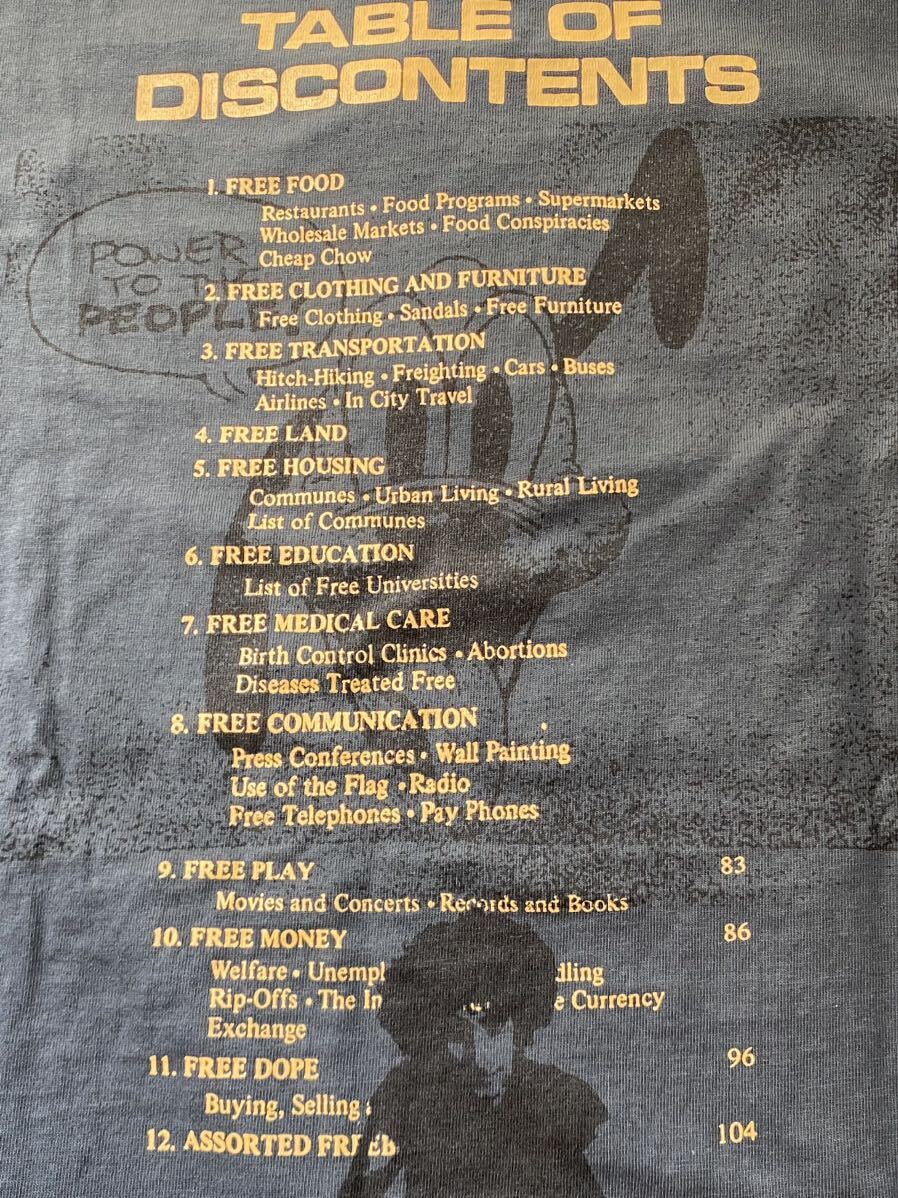 TABLE OF
DISCONTENTS
POWER
TO THE
PEOPLE
1. FREE FOOD
Restaurants • Food Programs • Supermarkets
Wholesale Markets • Food Conspiracies
Cheap Chow
2. FREE CLOTHING AND FURNITURE
Free Clothing • Sandals • Free Furniture
3. FREE TRANSPORTATION
Hitch-Hiking • Freighting • Cars • Buses
Airlines • In City Travel
4. FREE LAND
5. FREE HOUSING
Communes • Urban Living • Rural Living
List of Communes
6. FREE EDUCATION
List of Free Universities
7. FREE MEDICAL CARE
Birth Control Clinics • Abortions
Diseases Treated Free
8. FREE COMMUNICATION
Press Conferences • Wall Painting
Use of the Flag • Radio
Free Telephones • Pay Phones
9. FREE PLAY 83
Movies and Concerts • Records and Books
10. FREE MONEY 86
Welfare •
Rip-Offs • The Currency
Exchange
11. FREE DOPE 96
Buying, Selling
12. ASSORTED 104